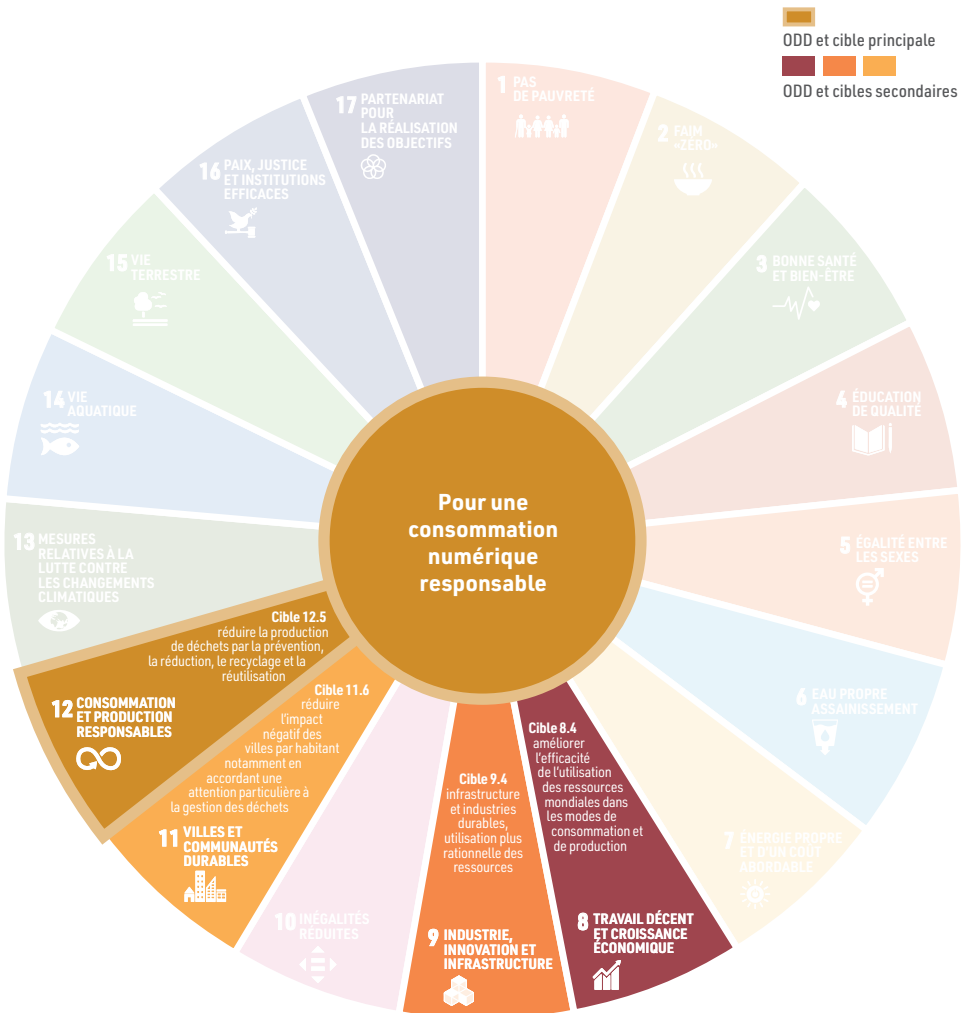 ODD et cible principale
ODD et cibles secondaires
1 PAS
DE PAUVRETÉ
2 FAIM
«ZÉRO»
3 BONNE SANTÉ
ET BIEN-ÊTRE
4 ÉDUCATION
DE QUALITÉ
5 ÉGALITÉ ENTRE
LES SEXES
6 EAU PROPRE
ASSAINISSEMENT
7 ÉNERGIE PROPRE
ET D'UN COÛT
ABORDABLE
Cible 8.4
améliorer
l'efficacité
de l'utilisation
des ressources
mondiales dans
les modes de
consommation et
de production
8 TRAVAIL DÉCENT
ET CROISSANCE
ÉCONOMIQUE
Cible 9.4
infrastructure
et industries
durables,
utilisation plus
rationnelle des
ressources
9 INDUSTRIE,
INNOVATION ET
INFRASTRUCTURE
10 INÉGALITÉS
RÉDUITES
Cible 11.6
réduire
l'impact
négatif des
villes par habitant
notamment en
accordant une
attention particulière à
la gestion des déchets
11 VILLES ET
COMMUNAUTÉS
DURABLES
Cible 12.5
réduire la production
de déchets par la prévention,
la réduction, le recyclage et la
réutilisation
12 CONSOMMATION
ET PRODUCTION
RESPONSABLES
13 MESURES
RELATIVES À LA
LUTTE CONTRE
LES CHANGEMENTS
CLIMATIQUES
14 VIE
AQUATIQUE
15 VIE
TERRESTRE
16 PAIX, JUSTICE
ET INSTITUTIONS
EFFICACES
17 PARTENARIAT
POUR
LA RÉALISATION
DES OBJECTIFS
Pour une
consommation
numérique
responsable